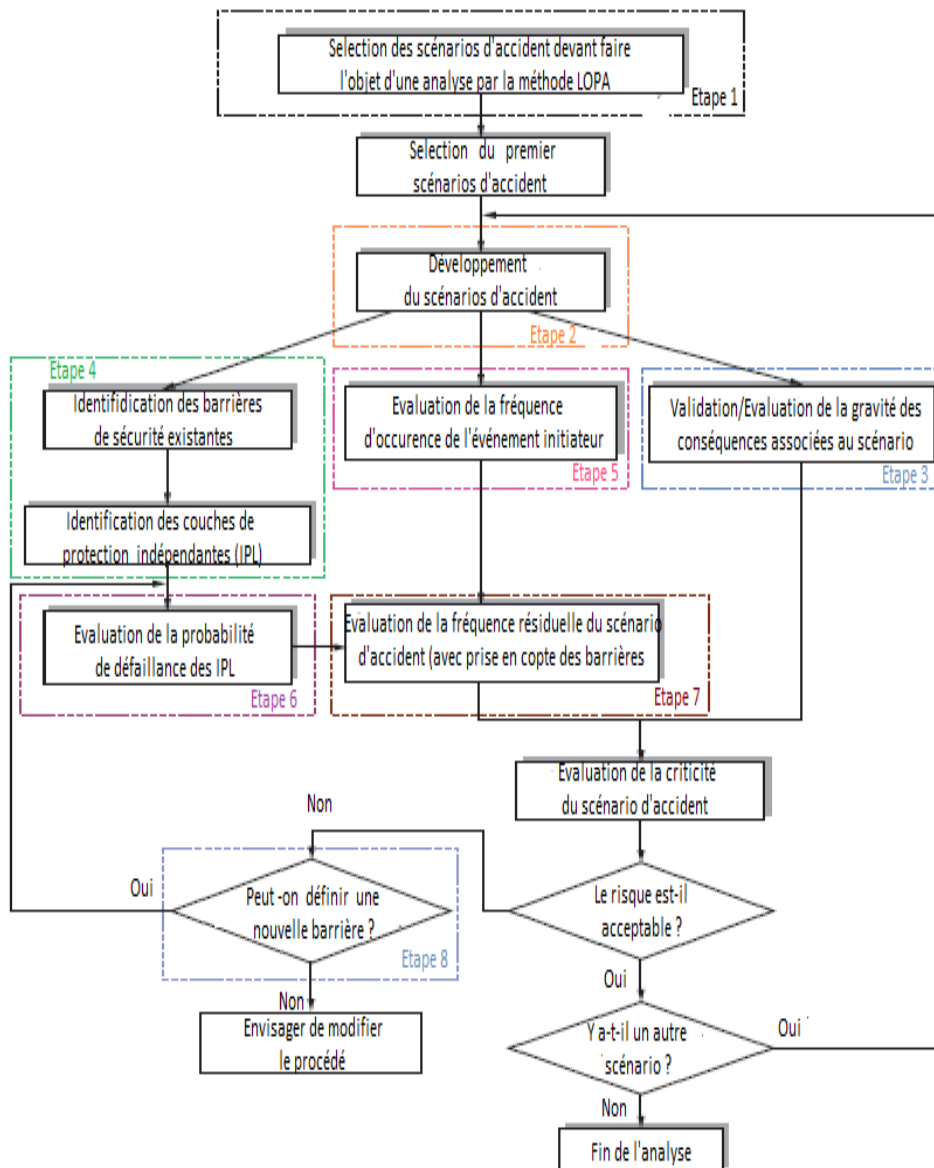 Selection des scénarios d'accident devant faire
l'objet d'une analyse par la méthode LOPA
Etape 1
Selection du premier
scénarios d'accident
Développement
du scénarios d'accident
Etape 2
Etape 4
Identifidication des barrières
de sécurité existantes
Evaluation de la fréquence
d'occurence de l'événement initiateur
Etape 5
Validation/Evaluation de la gravité des
conséquences associées au scénario
Etape 3
Identification des couches de
protection indépendantes (IPL)
Evaluation de la probabilité
de défaillance des IPL
Etape 6
Evaluation de la fréquence résiduelle du scénario
d'accident (avec prise en copte des barrières
Etape 7
Evaluation de la criticité
du scénario d'accident
Non
Oui
Peut -on définir une
nouvelle barrière ?
Etape 8
Le risque est-il
acceptable ?
Oui
Non
Envisager de modifier
le procédé
Y a-t-il un autre
scénario ?
Oui
Non
Fin de l'analyse